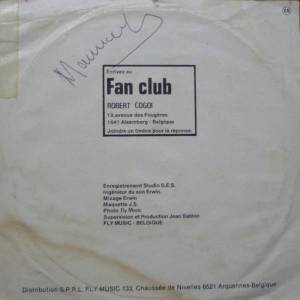 Ecrivez au
Fan club
ROBERT COGOI
19, avenue des Fougères
1641 Alsemberg - Belgique
Joindre un timbre pour la réponse.
Enregistrement Studio D.E.S.
Ingénieur du son Erwin.
Mixage Erwin
Maquette J.S.
Photo Fly Music
Supervision et Production Jean Sabino
FLY MUSIC - BELGIQUE
Distribution S.P.R.L. FLY MUSIC 133, Chaussée de Nivelles 6521 Arquennes-Belgique